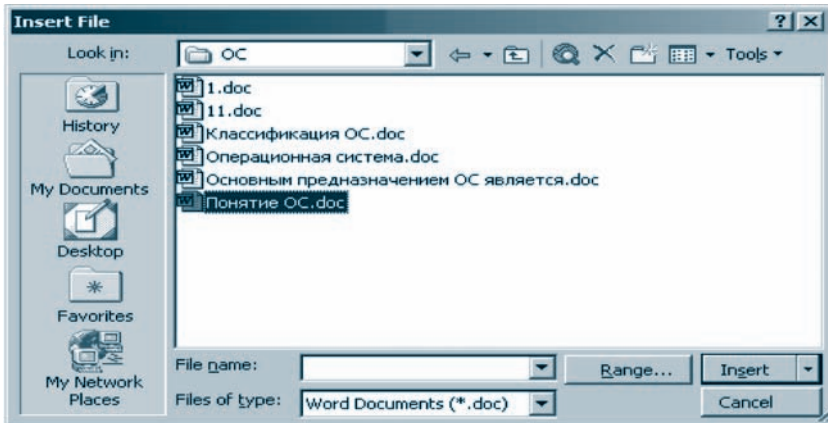 Insert File
Look in:
ОС
Tools
History
My Documents
Desktop
Favorites
My Network Places
1.doc
11.doc
Классификация ОС.doc
Операционная система.doc
Основным предназначением ОС является.doc
Понятие ОС.doc
File name:
Range...
Insert
Files of type:
Word Documents (*.doc)
Cancel